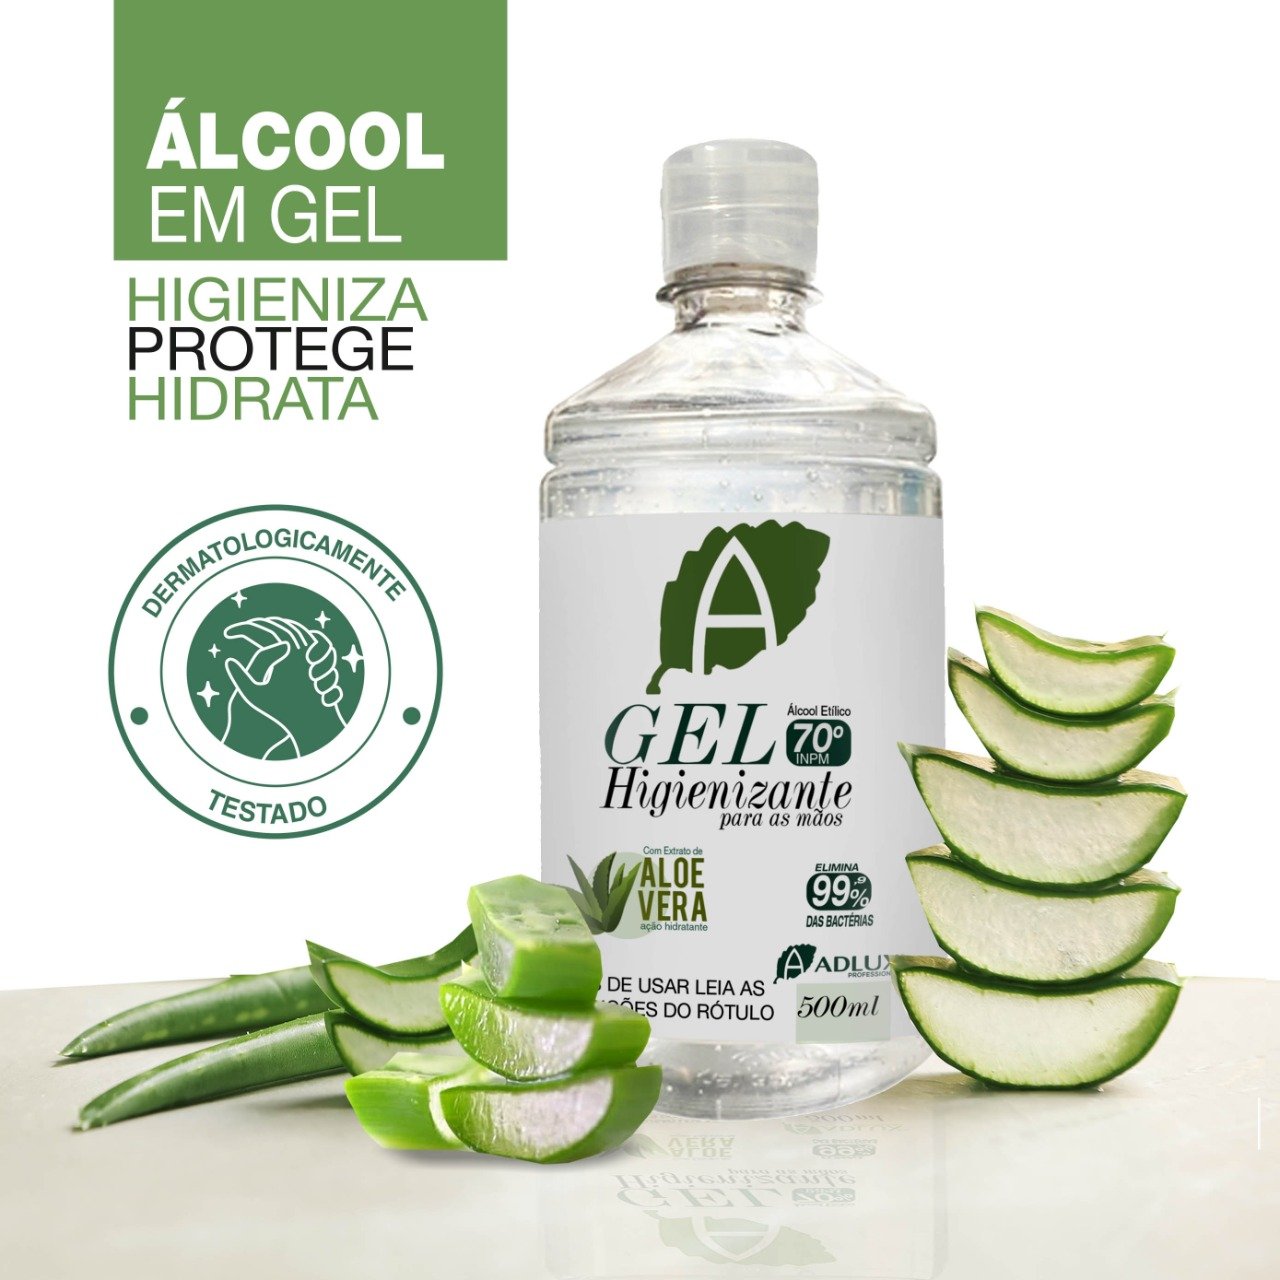 ÁLCOOL
EM GEL
HIGIENIZA
PROTEGE
HIDRATA
DERMATOLOGICAMENTE
TESTADO
A
GEL
Álcool Etílico
70º
INPM
Higienizante
para as mãos
Com Extrato de
ALOE
VERA
ação hidratante
ELIMINA
99,9%
DAS BACTÉRIAS
A ADLUX
PROFESSION
DE USAR LEIA AS
DO RÓTULO
500ml